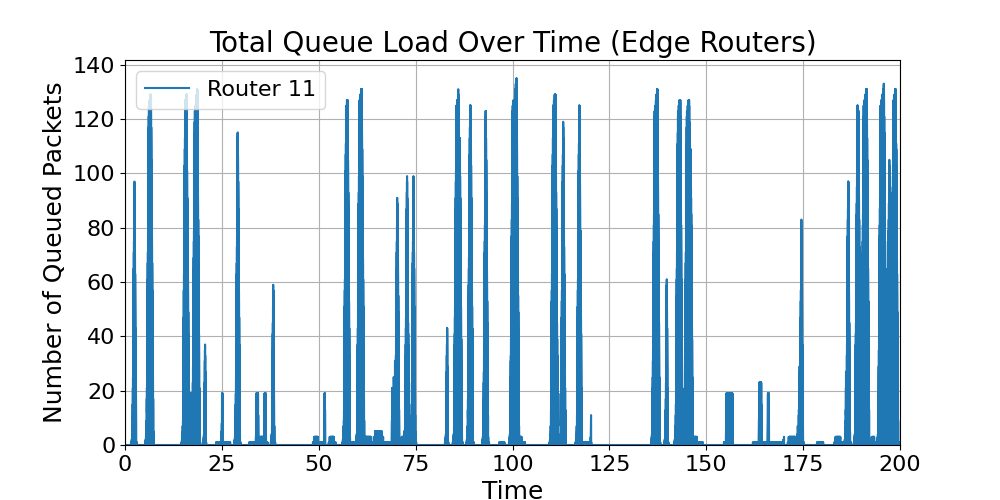 Total Queue Load Over Time (Edge Routers)
Number of Queued Packets
140
120
100
80
60
40
20
0
Router 11
0 25 50 75 100 125 150 175 200
Time